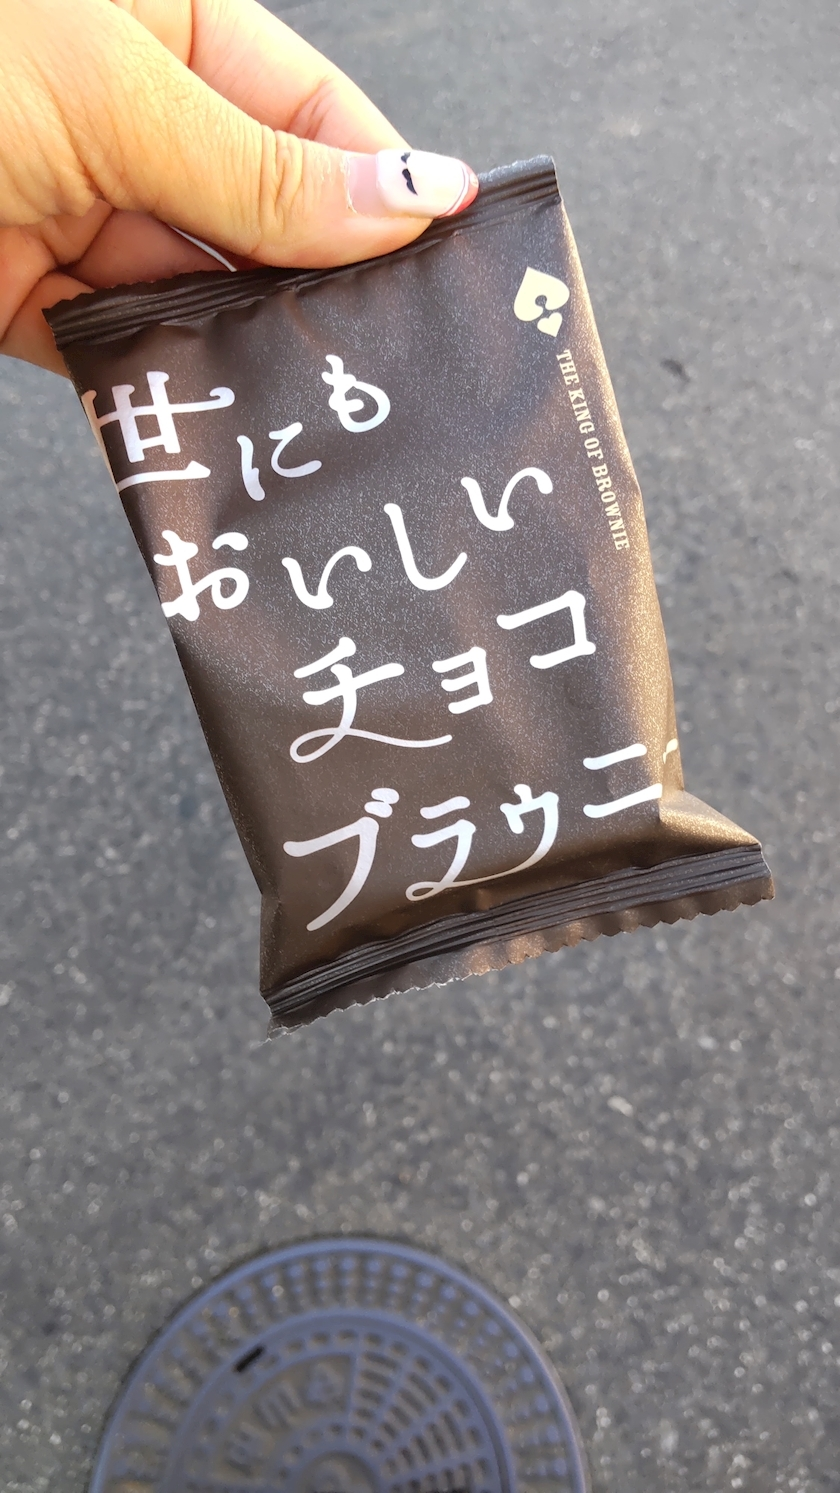 世にも
おいしい
チョコ
ブラウニー
THE KING OF BROWNIE